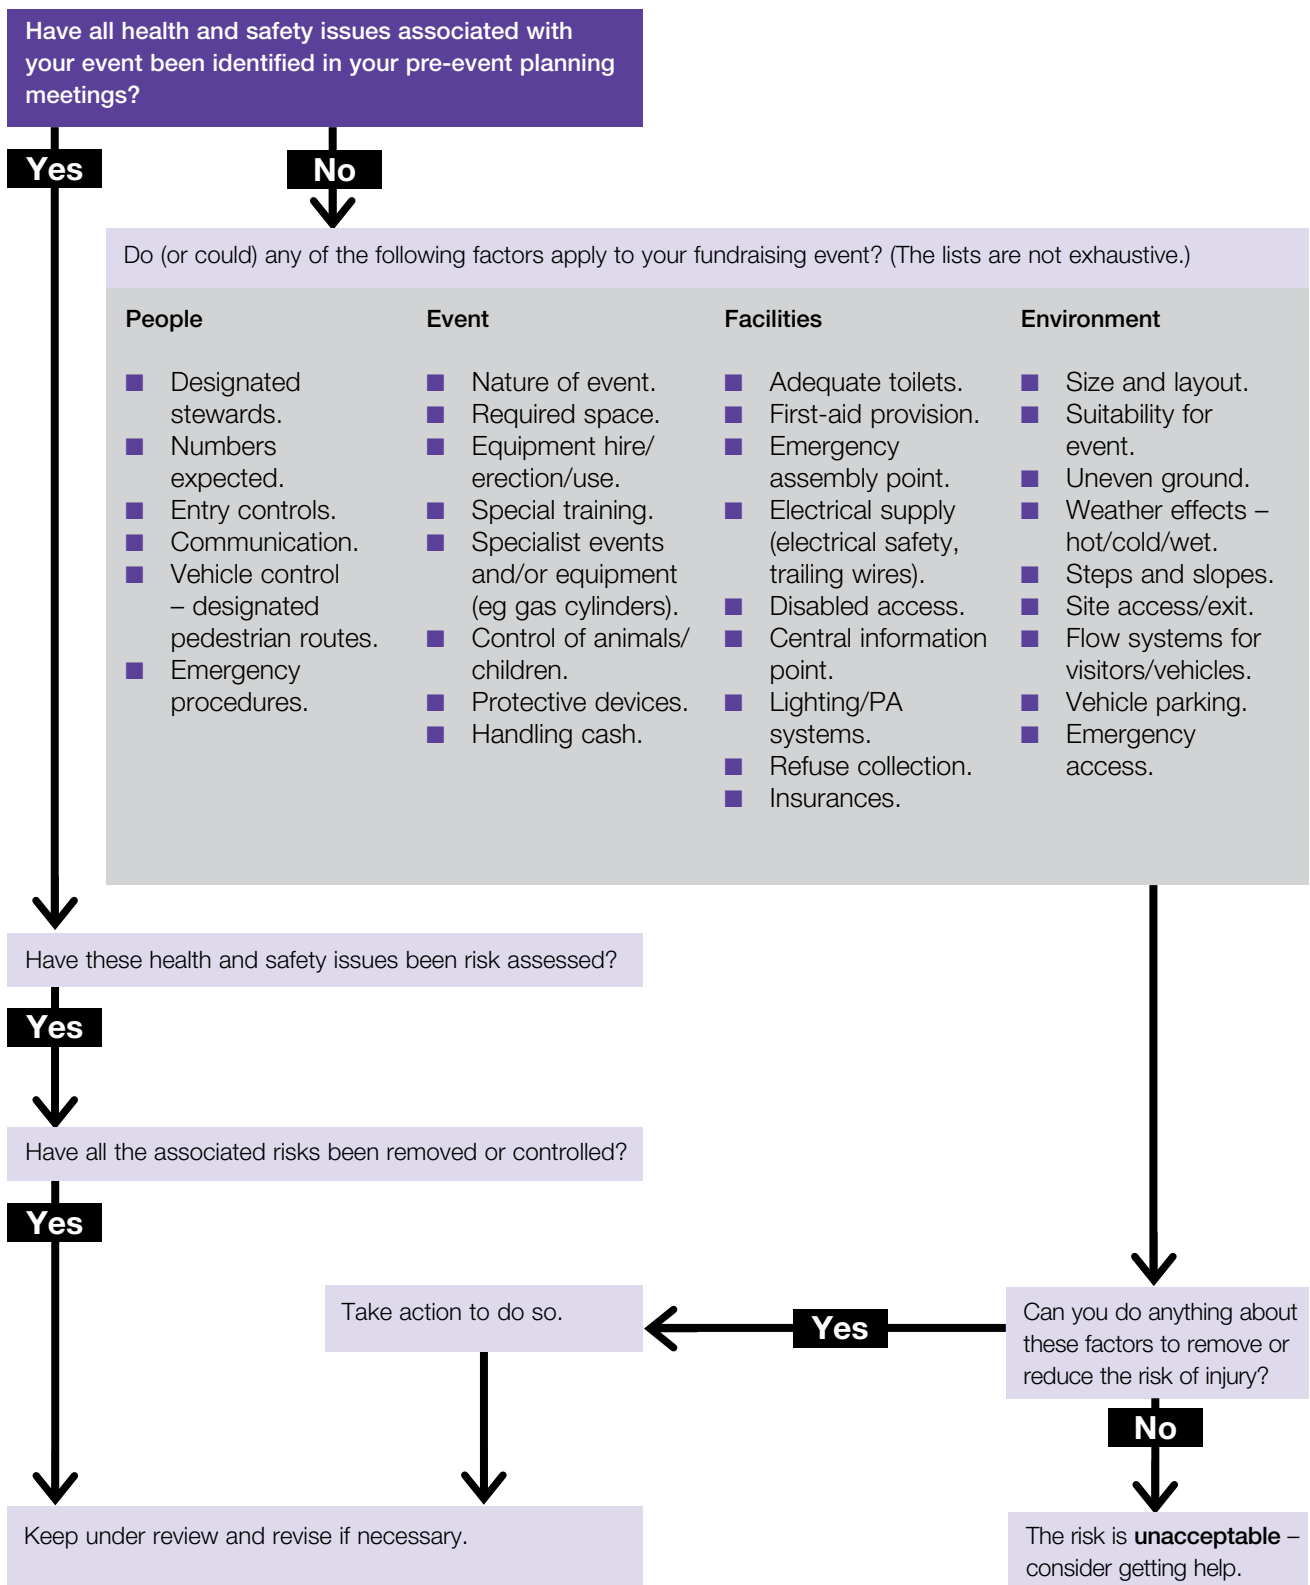 Have all health and safety issues associated with
your event been identified in your pre-event planning
meetings?
Yes
No
Do (or could) any of the following factors apply to your fundraising event? (The lists are not exhaustive.)
People
Designated
stewards.
Numbers
expected.
Entry controls.
Communication.
Vehicle control
– designated
pedestrian routes.
Emergency
procedures.
Event
Nature of event.
Required space.
Equipment hire/
erection/use.
Special training.
Specialist events
and/or equipment
(eg gas cylinders).
Control of animals/
children.
Protective devices.
Handling cash.
Facilities
Adequate toilets.
First-aid provision.
Emergency
assembly point.
Electrical supply
(electrical safety,
trailing wires).
Disabled access.
Central information
point.
Lighting/PA
systems.
Refuse collection.
Insurances.
Environment
Size and layout.
Suitability for
event.
Uneven ground.
Weather effects –
hot/cold/wet.
Steps and slopes.
Site access/exit.
Flow systems for
visitors/vehicles.
Vehicle parking.
Emergency
access.
Have these health and safety issues been risk assessed?
Yes
Have all the associated risks been removed or controlled?
Yes
Take action to do so.
Yes
Can you do anything about
these factors to remove or
reduce the risk of injury?
No
Keep under review and revise if necessary.
The risk is unacceptable –
consider getting help.